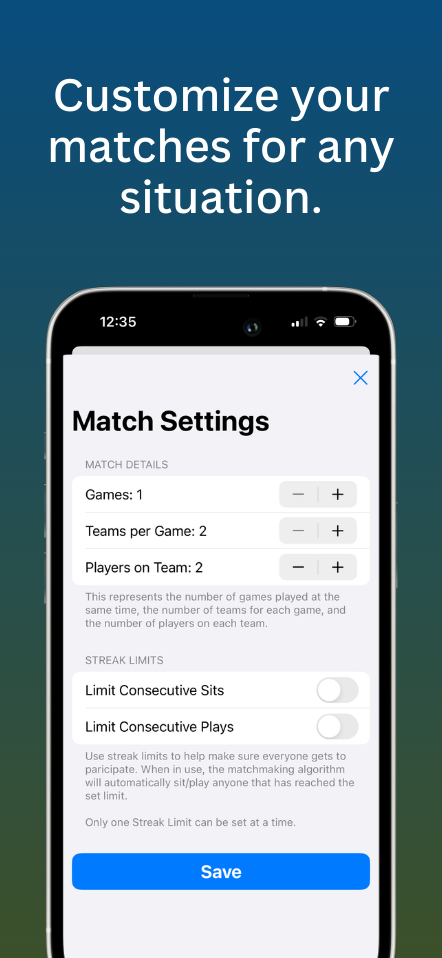 Customize your
matches for any
situation.
12:35
Match Settings
MATCH DETAILS
Games: 1
Teams per Game: 2
Players on Team: 2
This represents the number of games played at the
same time, the number of teams for each game, and
the number of players on each team.
STREAK LIMITS
Limit Consecutive Sits
Limit Consecutive Plays
Use streak limits to help make sure everyone gets to
paricipate. When in use, the matchmaking algorithm
will automatically sit/play anyone that has reached the
set limit.
Only one Streak Limit can be set at a time.
Save